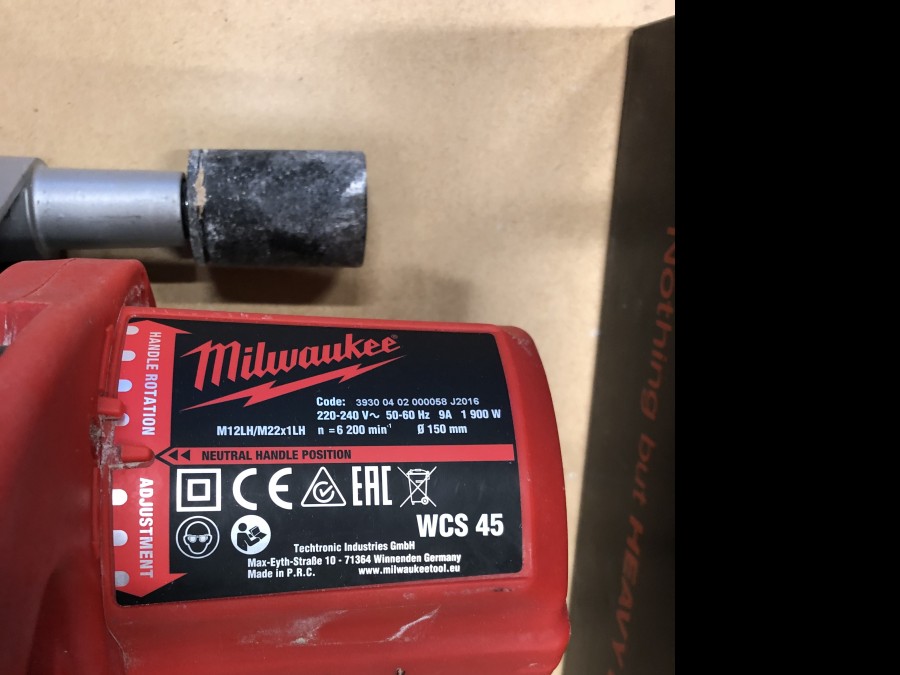 Milwaukee®
Code: 3930 04 02 000058 J2016
220-240 V~ 50-60 Hz 9A 1 900 W
M12LH/M22x1LH n = 6 200 min⁻¹ Ø 150 mm
HANDLE ROTATION
NEUTRAL HANDLE POSITION
ADJUSTMENT
CE EAC
WCS 45
Techtronic Industries GmbH
Max-Eyth-Straße 10 - 71364 Winnenden Germany
Made in P.R.C. www.milwaukeetool.eu
Nothing but HEAVY